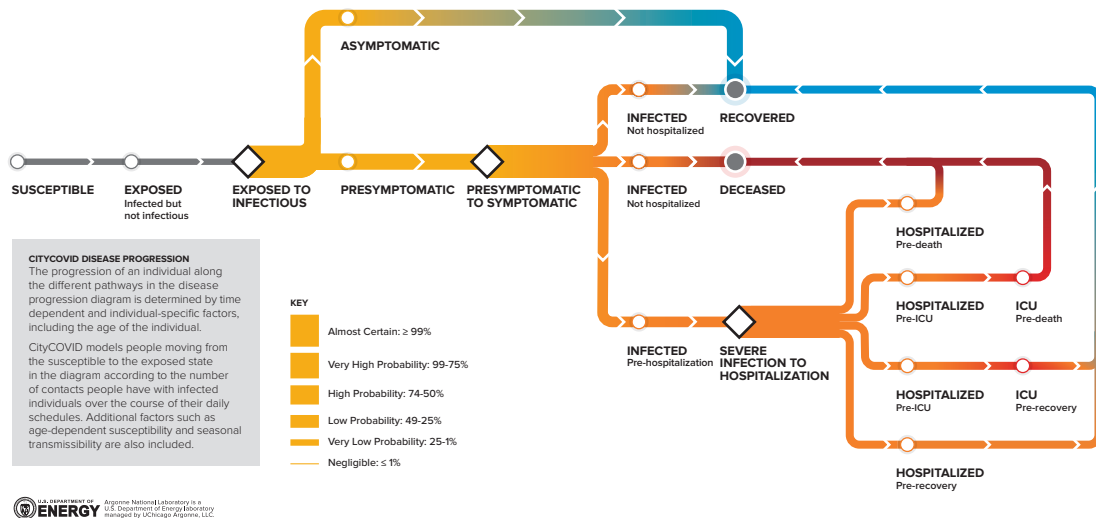 ASYMPTOMATIC
INFECTED
Not hospitalized
RECOVERED
SUSCEPTIBLE
EXPOSED
Infected but
not infectious
EXPOSED TO
INFECTIOUS
PRESYMPTOMATIC
PRESYMPTOMATIC
TO SYMPTOMATIC
INFECTED
Not hospitalized
DECEASED
HOSPITALIZED
Pre-death
HOSPITALIZED
Pre-ICU
ICU
Pre-death
INFECTED
Pre-hospitalization
SEVERE
INFECTION TO
HOSPITALIZATION
HOSPITALIZED
Pre-ICU
ICU
Pre-recovery
HOSPITALIZED
Pre-recovery
CITYCOVID DISEASE PROGRESSION
The progression of an individual along
the different pathways in the disease
progression diagram is determined by time
dependent and individual-specific factors,
including the age of the individual.
CityCOVID models people moving from
the susceptible to the exposed state
in the diagram according to the number
of contacts people have with infected
individuals over the course of their daily
schedules. Additional factors such as
age-dependent susceptibility and seasonal
transmissibility are also included.
KEY
Almost Certain: ≥ 99%
Very High Probability: 99-75%
High Probability: 74-50%
Low Probability: 49-25%
Very Low Probability: 25-1%
Negligible: ≤ 1%
U.S. DEPARTMENT OF
ENERGY
Argonne National Laboratory is a
U.S. Department of Energy laboratory
managed by UChicago Argonne, LLC.